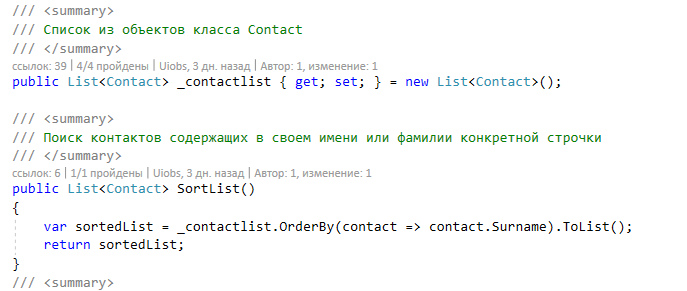 /// <summary>
/// Список из объектов класса Contact
/// </summary>
ссылок: 39 | 4/4 пройдены | Uiobs, 3 дн. назад | Автор: 1, изменение: 1
public List<Contact> _contactlist { get; set; } = new List<Contact>();
/// <summary>
/// Поиск контактов содержащих в своем имени или фамилии конкретной строчки
/// </summary>
ссылок: 6 | 1/1 пройдены | Uiobs, 3 дн. назад | Автор: 1, изменение: 1
public List<Contact> SortList()
{
var sortedList = _contactlist.OrderBy(contact => contact.Surname).ToList();
return sortedList;
}
/// <summary>